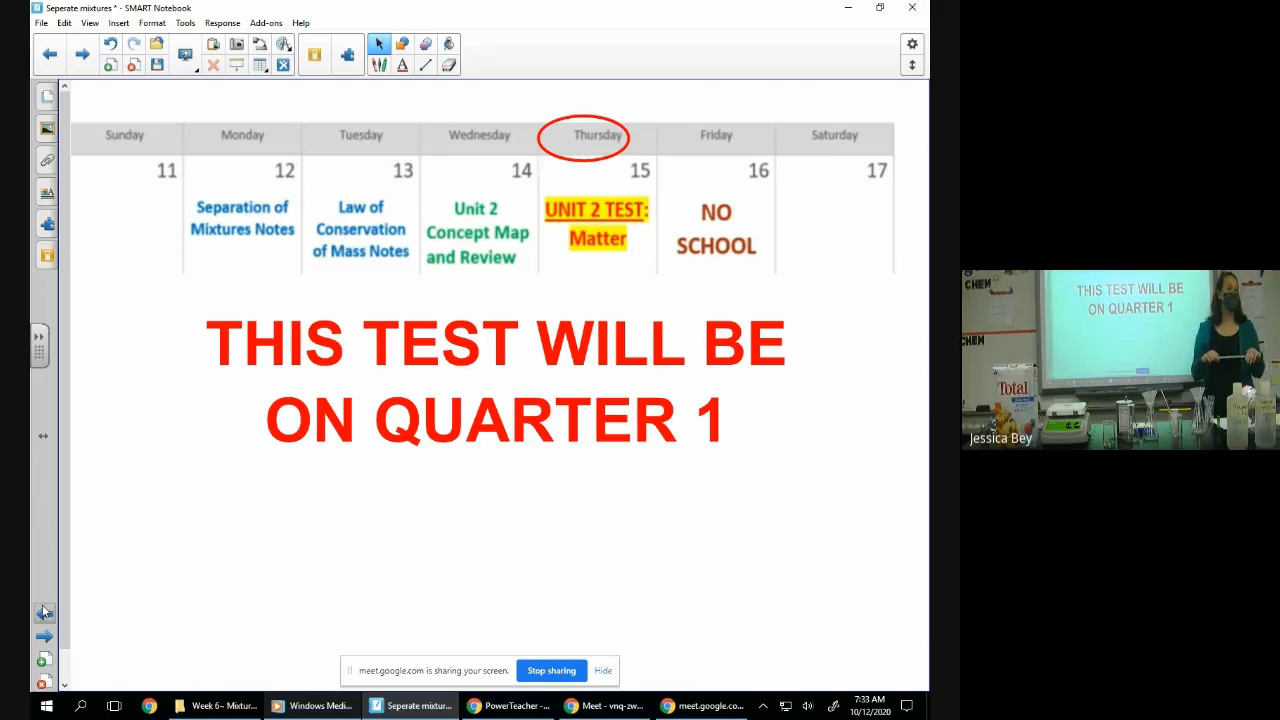 Seperate mixtures * - SMART Notebook
File Edit View Insert Format Tools Response Add-ons Help
Sunday Monday Tuesday Wednesday Thursday Friday Saturday
11 12 13 14 15 16 17
Separation of
Mixtures Notes
Law of
Conservation
of Mass Notes
Unit 2
Concept Map
and Review
UNIT 2 TEST:
Matter
NO
SCHOOL
THIS TEST WILL BE
ON QUARTER 1
meet.google.com is sharing your screen. Stop sharing Hide
CHEM
THIS TEST WILL BE
ON QUARTER 1
CHEM
Total
Jessica Bey
Week 6~ Mixtur... Windows Medi... Seperate mixtur... PowerTeacher -... Meet - vnq-zw... meet.google.co...
7:33 AM
10/12/2020